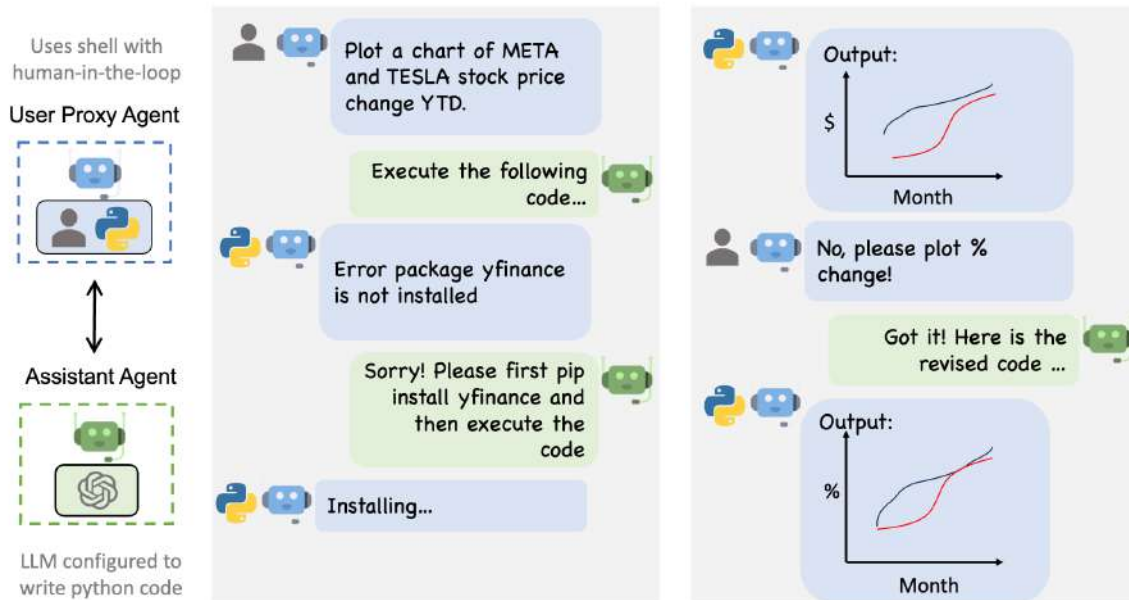 Uses shell with
human-in-the-loop
User Proxy Agent
Assistant Agent
LLM configured to
write python code
Plot a chart of META
and TESLA stock price
change YTD.
Execute the following
code...
Error package yfinance
is not installed
Sorry! Please first pip
install yfinance and
then execute the
code
Installing...
Output:
$
Month
No, please plot %
change!
Got it! Here is the
revised code ...
Output:
%
Month